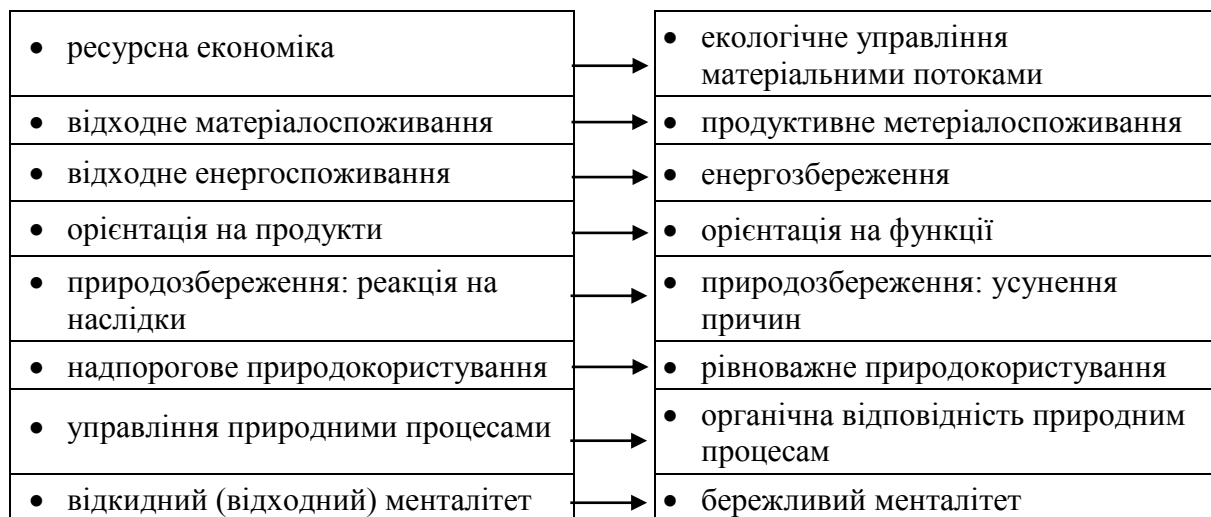 • ресурсна економіка
• екологічне управління
матеріальними потоками
• відходне матеріалоспоживання
• продуктивне метеріалоспоживання
• відходне енергоспоживання
• енергозбереження
• орієнтація на продукти
• орієнтація на функції
• природозбереження: реакція на
наслідки
• природозбереження: усунення
причин
• надпорогове природокористування
• рівноважне природокористування
• управління природними процесами
• органічна відповідність природним
процесам
• відкидний (відходний) менталітет
• бережливий менталітет